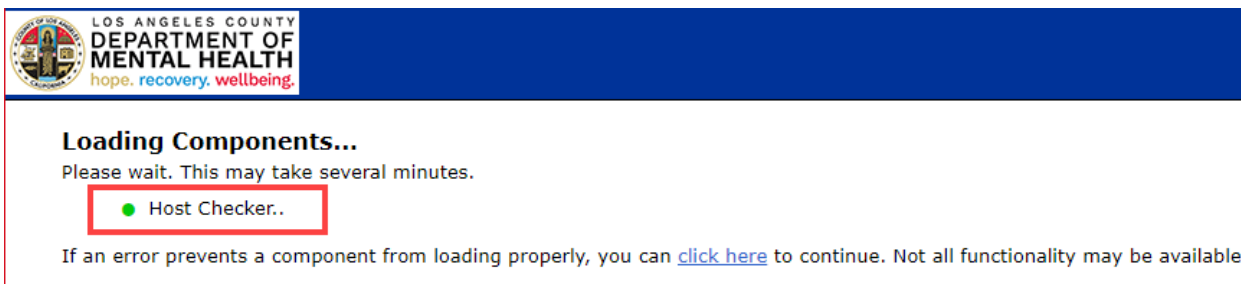 LOS ANGELES COUNTY
DEPARTMENT OF
MENTAL HEALTH
hope. recovery. wellbeing.
Loading Components...
Please wait. This may take several minutes.
Host Checker..
If an error prevents a component from loading properly, you can click here to continue. Not all functionality may be available